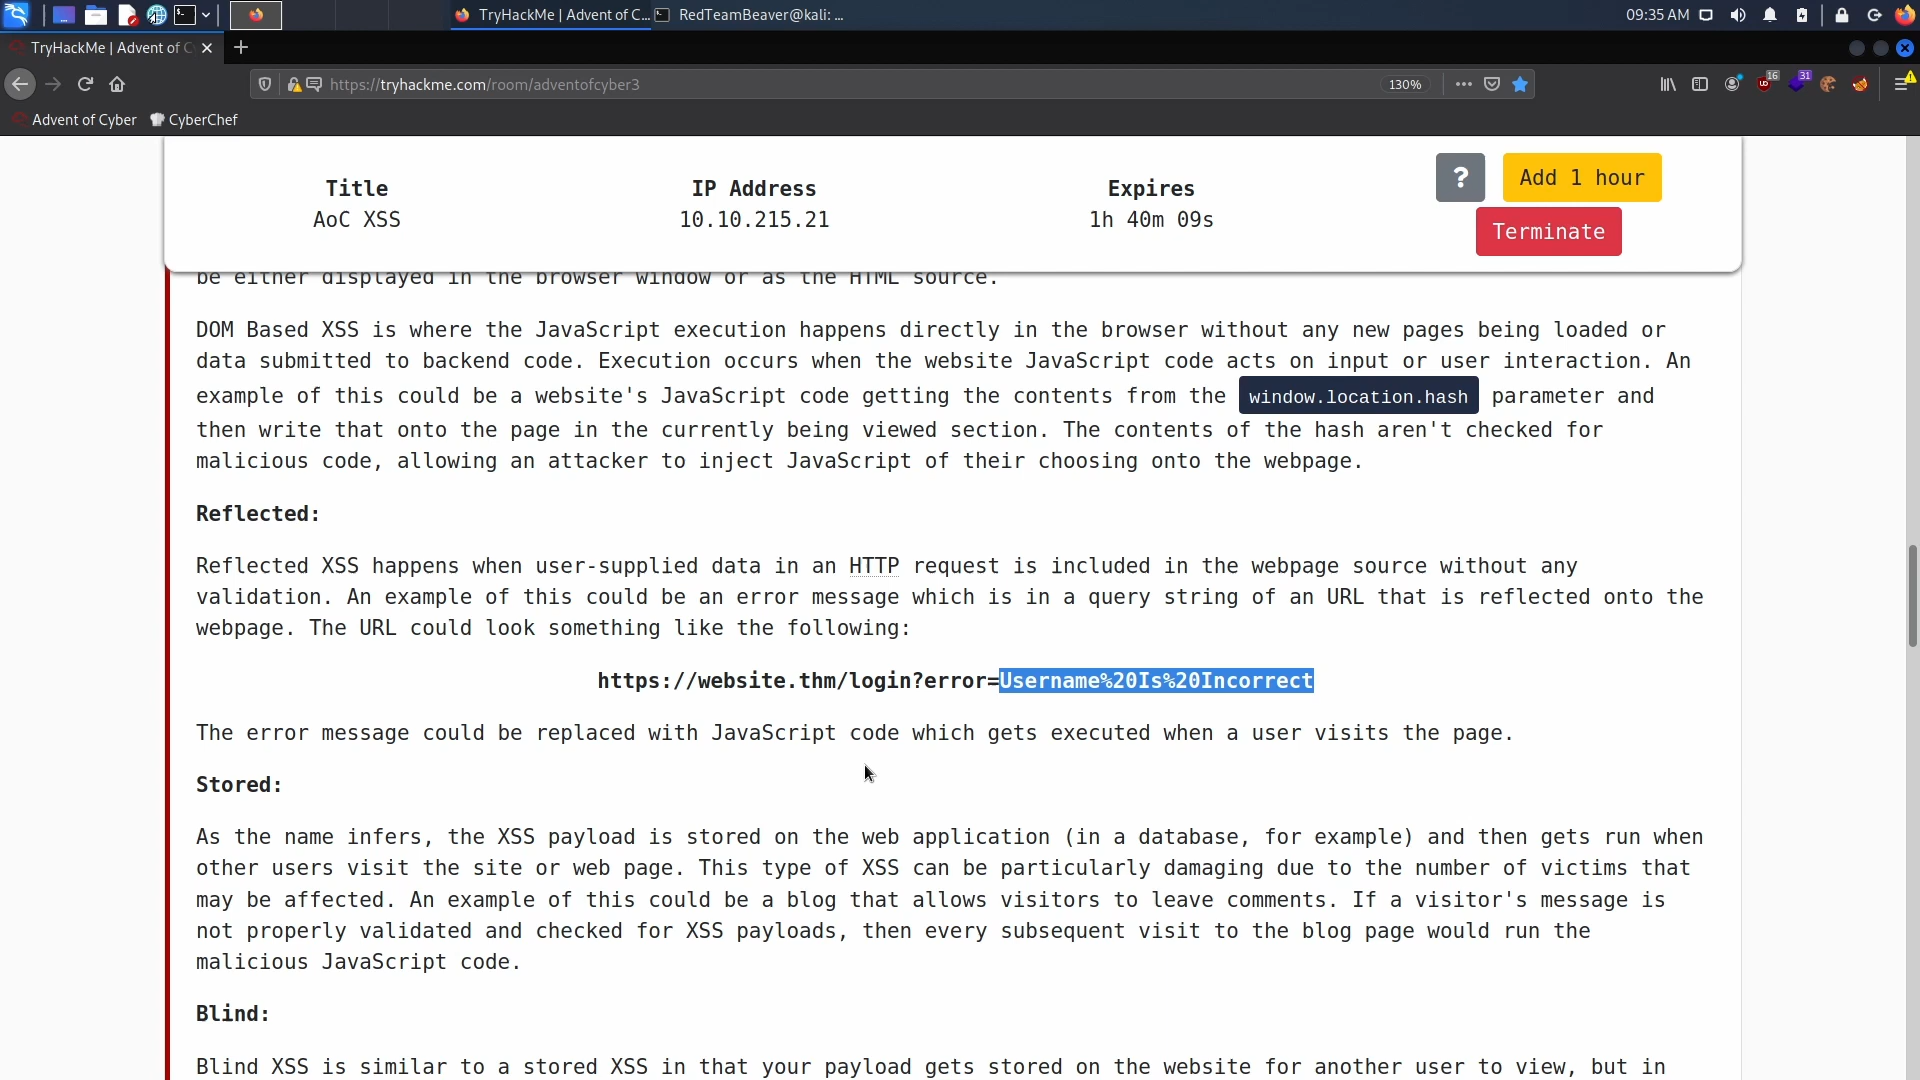 TryHackMe | Advent of C...
RedTeamBeaver@kali: ...
09:35 AM
TryHackMe | Advent of C
https://tryhackme.com/room/adventofcyber3
130%
16
31
Advent of Cyber
CyberChef
Title
IP Address
Expires
?
Add 1 hour
AoC XSS
10.10.215.21
1h 40m 09s
Terminate
be either displayed in the browser window or as the HTML source.
DOM Based XSS is where the JavaScript execution happens directly in the browser without any new pages being loaded or
data submitted to backend code. Execution occurs when the website JavaScript code acts on input or user interaction. An
example of this could be a website's JavaScript code getting the contents from the window.location.hash parameter and
then write that onto the page in the currently being viewed section. The contents of the hash aren't checked for
malicious code, allowing an attacker to inject JavaScript of their choosing onto the webpage.
Reflected:
Reflected XSS happens when user-supplied data in an HTTP request is included in the webpage source without any
validation. An example of this could be an error message which is in a query string of an URL that is reflected onto the
webpage. The URL could look something like the following:
https://website.thm/login?error=Username%20Is%20Incorrect
The error message could be replaced with JavaScript code which gets executed when a user visits the page.
Stored:
As the name infers, the XSS payload is stored on the web application (in a database, for example) and then gets run when
other users visit the site or web page. This type of XSS can be particularly damaging due to the number of victims that
may be affected. An example of this could be a blog that allows visitors to leave comments. If a visitor's message is
not properly validated and checked for XSS payloads, then every subsequent visit to the blog page would run the
malicious JavaScript code.
Blind:
Blind XSS is similar to a stored XSS in that your payload gets stored on the website for another user to view, but in